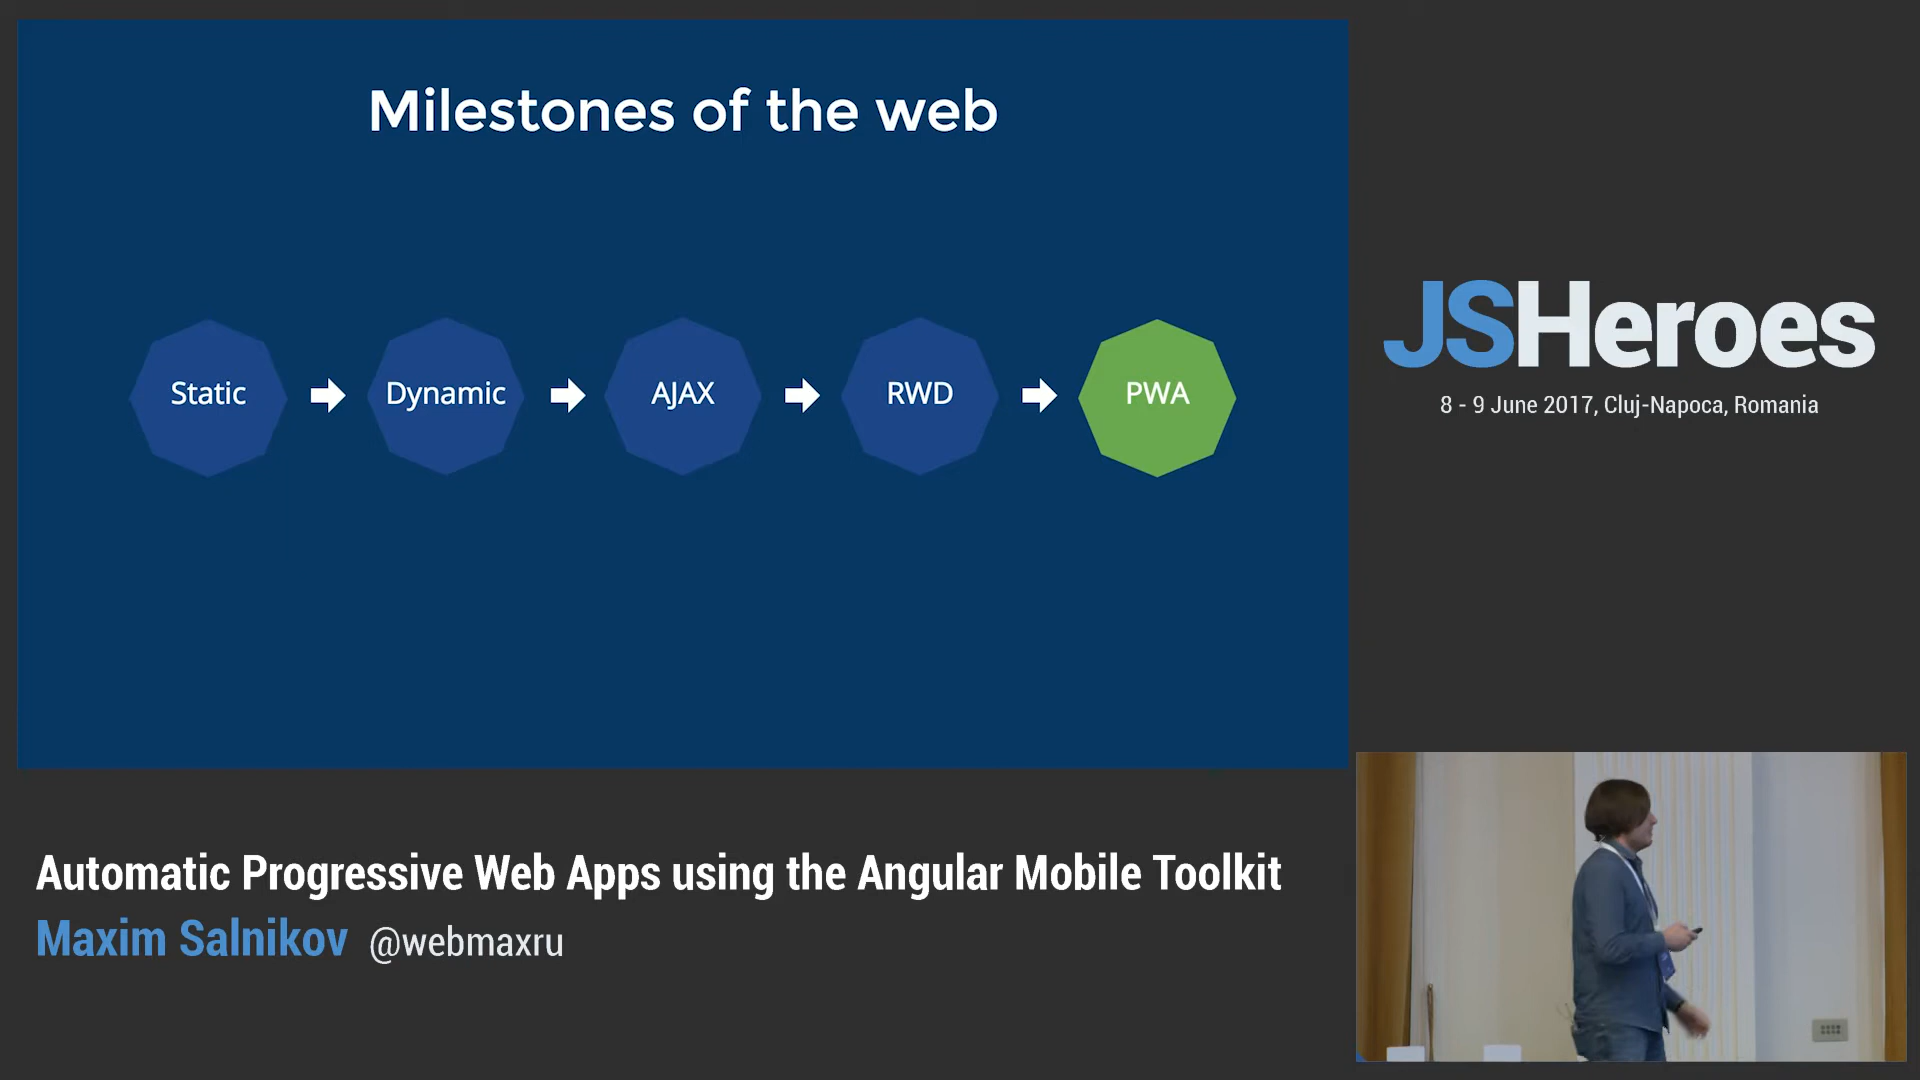 Milestones of the web
Static
Dynamic
AJAX
RWD
PWA
JSHeroes
8 - 9 June 2017, Cluj-Napoca, Romania
Automatic Progressive Web Apps using the Angular Mobile Toolkit
Maxim Salnikov @webmaxru